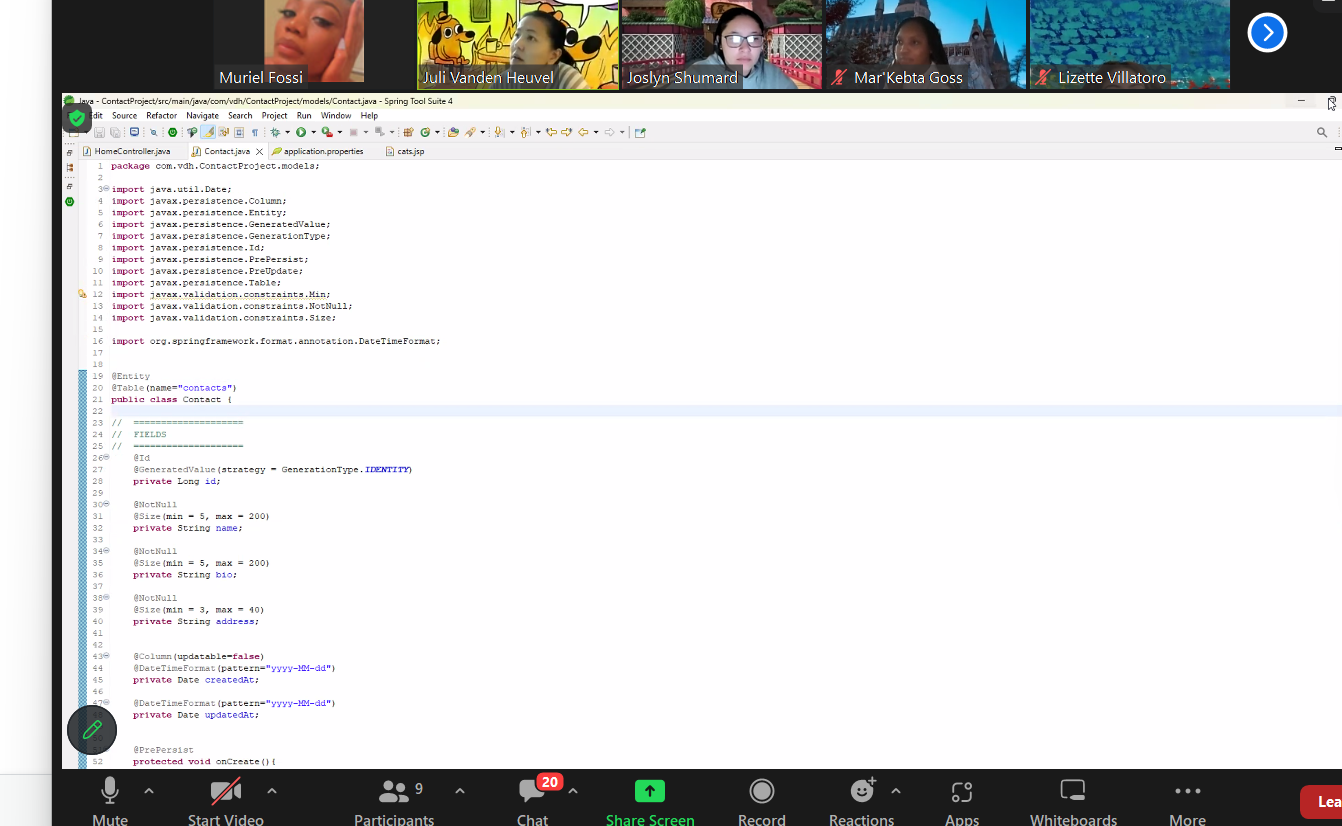 Muriel Fossi
Juli Vanden Heuvel
Joslyn Shumard
Mar'Kebta Goss
Lizette Villatoro
Java - ContactProject/src/main/java/com/vdh/ContactProject/models/Contact.java - Spring Tool Suite 4
Edit Source Refactor Navigate Search Project Run Window Help
HomeController.java Contact.java application.properties cats.jsp
1 package com.vdh.ContactProject.models;
2
3 import java.util.Date;
4 import javax.persistence.Column;
5 import javax.persistence.Entity;
6 import javax.persistence.GeneratedValue;
7 import javax.persistence.GenerationType;
8 import javax.persistence.Id;
9 import javax.persistence.PrePersist;
10 import javax.persistence.PreUpdate;
11 import javax.persistence.Table;
12 import javax.validation.constraints.Min;
13 import javax.validation.constraints.NotNull;
14 import javax.validation.constraints.Size;
15
16 import org.springframework.format.annotation.DateTimeFormat;
17
18
19 @Entity
20 @Table(name="contacts")
21 public class Contact {
22
23 // ====================
24 // FIELDS
25 // ====================
26 @Id
27 @GeneratedValue(strategy = GenerationType.IDENTITY)
28 private Long id;
29
30 @NotNull
31 @Size(min = 5, max = 200)
32 private String name;
33
34 @NotNull
35 @Size(min = 5, max = 200)
36 private String bio;
37
38 @NotNull
39 @Size(min = 3, max = 40)
40 private String address;
41
42
43 @Column(updatable=false)
44 @DateTimeFormat(pattern="yyyy-MM-dd")
45 private Date createdAt;
46
47 @DateTimeFormat(pattern="yyyy-MM-dd")
private Date updatedAt;
@PrePersist
52 protected void onCreate(){
9
20
Mute
Start Video
Participants
Chat
Share Screen
Record
Reactions
Apps
Whiteboards
More
Lea